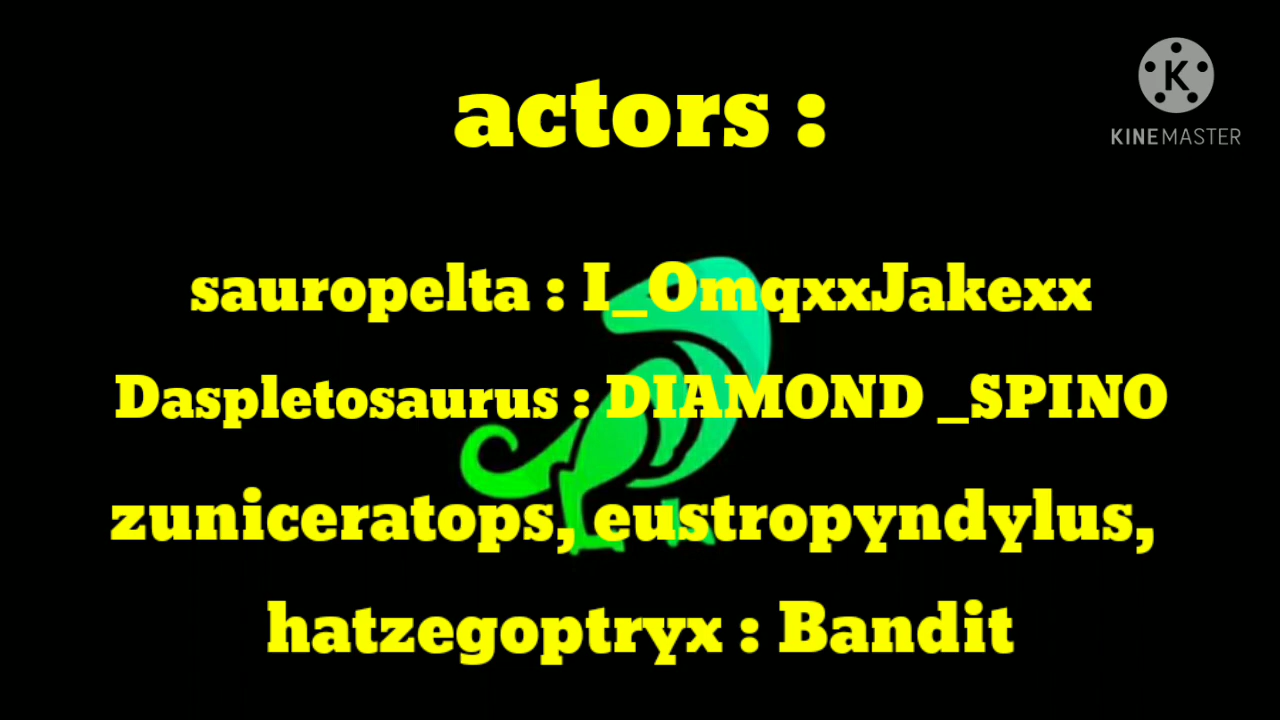 actors :
K
KINEMASTER
sauropelta : I_OmqxxJakexx
Daspletosaurus : DIAMOND _SPINO
zuniceratops, eustropyndylus,
hatzegoptryx : Bandit